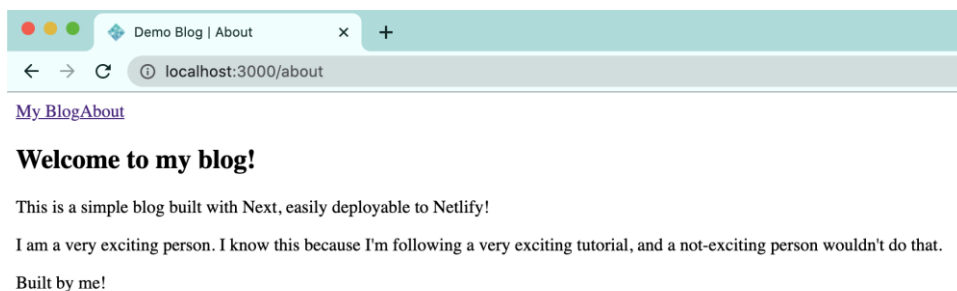 Demo Blog | About
localhost:3000/about
My BlogAbout
Welcome to my blog!
This is a simple blog built with Next, easily deployable to Netlify!
I am a very exciting person. I know this because I'm following a very exciting tutorial, and a not-exciting person wouldn't do that.
Built by me!